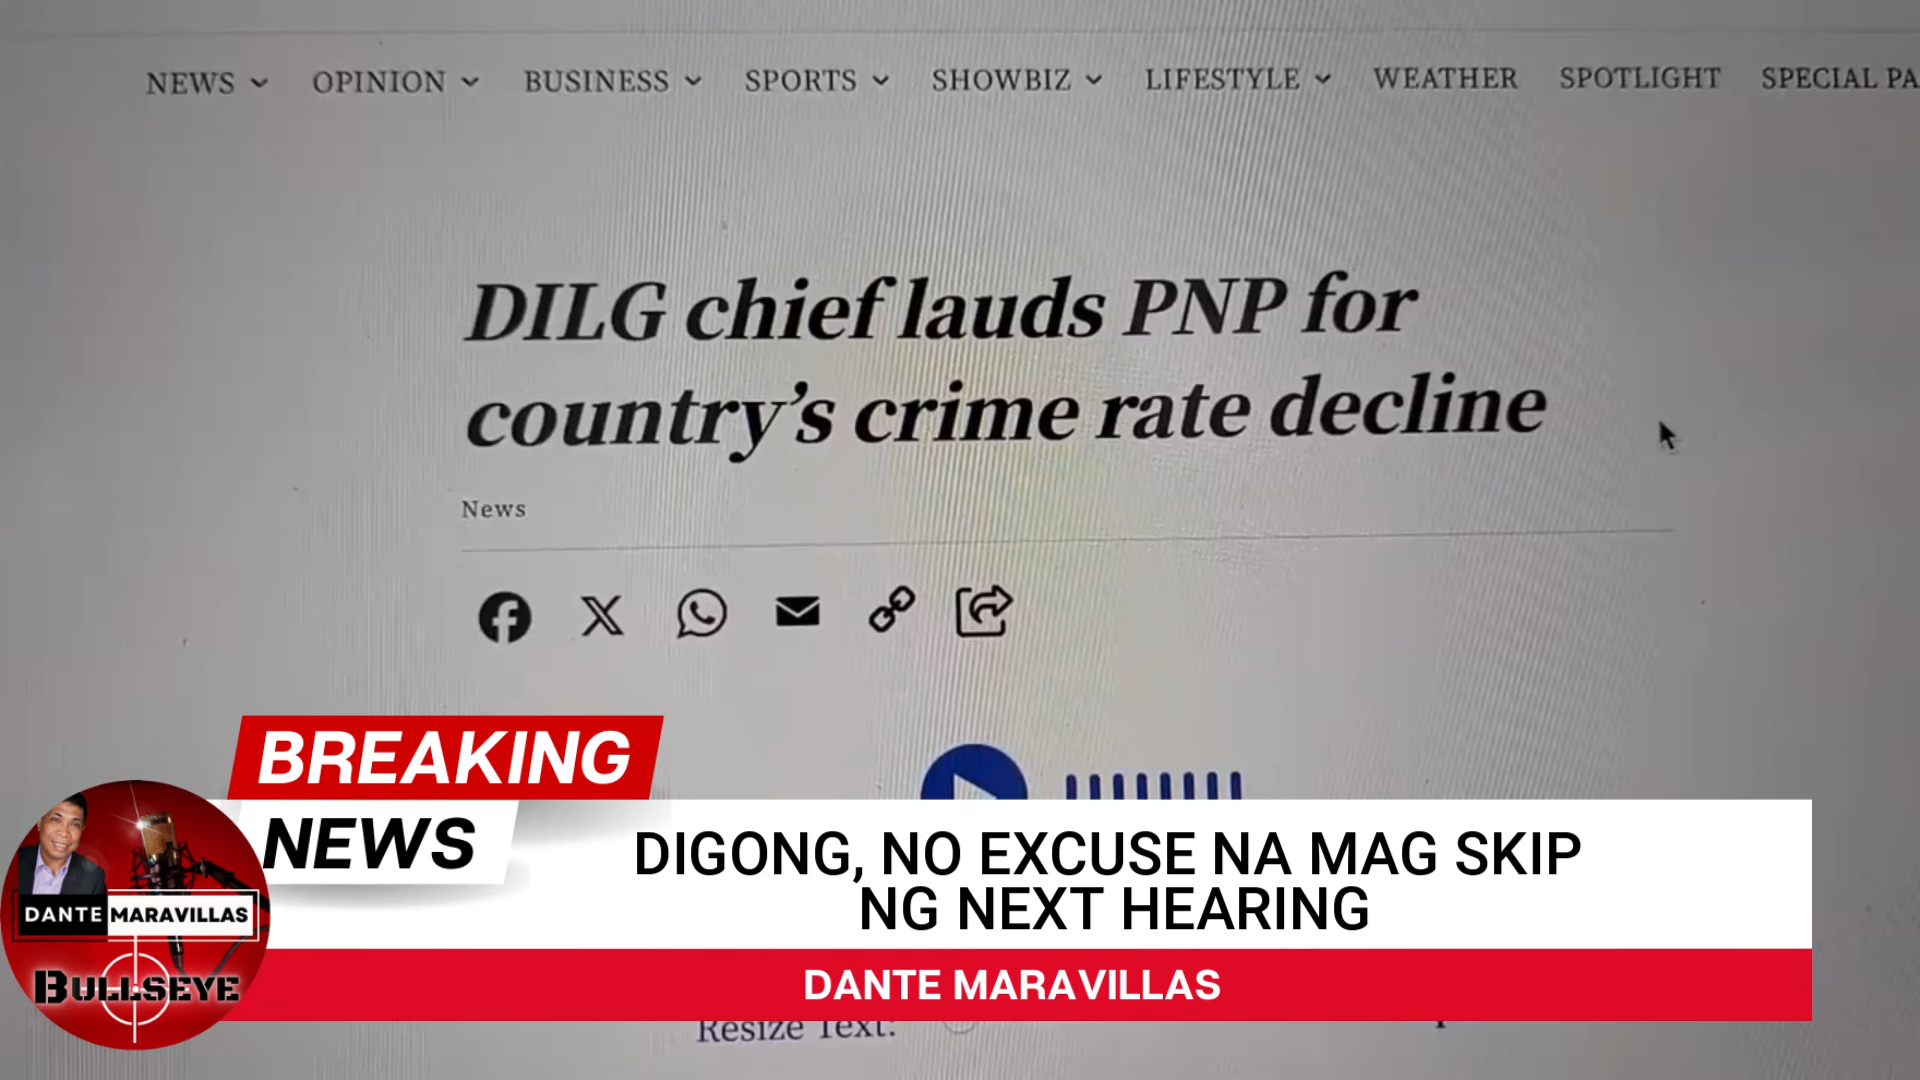 NEWS OPINION BUSINESS SPORTS SHOWBIZ LIFESTYLE WEATHER SPOTLIGHT SPECIAL PA
DILG chief lauds PNP for
country's crime rate decline
News
BREAKING
NEWS
DIGONG, NO EXCUSE NA MAG SKIP
NG NEXT HEARING
DANTE MARAVILLAS
DANTE MARAVILLAS
BULLSEYE
Resize Text: